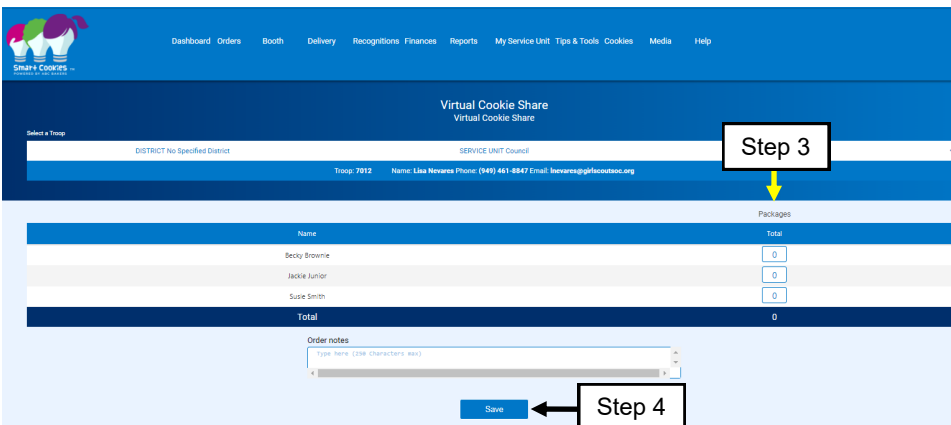 Smart Cookies TM
POWERED BY ABC BAKERS
Dashboard Orders Booth Delivery Recognitions Finances Reports My Service Unit Tips & Tools Cookies Media Help
Virtual Cookie Share
Virtual Cookie Share
Select a Troop
DISTRICT No Specified District SERVICE UNIT Council
Step 3
Troop: 7012 Name: Lisa Nevares Phone: (949) 461-8847 Email: lnevares@girlscoutsoc.org
Packages
Name Total
Becky Brownie 0
Jackie Junior 0
Susie Smith 0
Total 0
Order notes
Type here (350 Characters max)
Save
Step 4